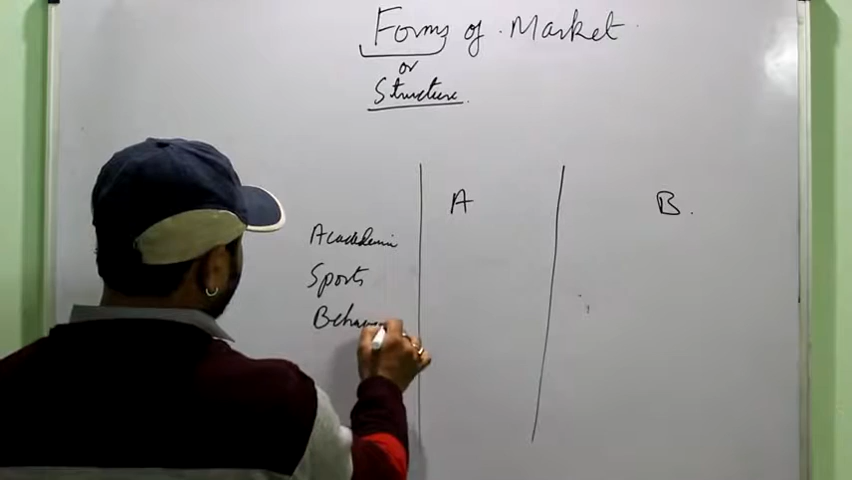 Forms of Market
or
Structure
A B
Academic
Sports